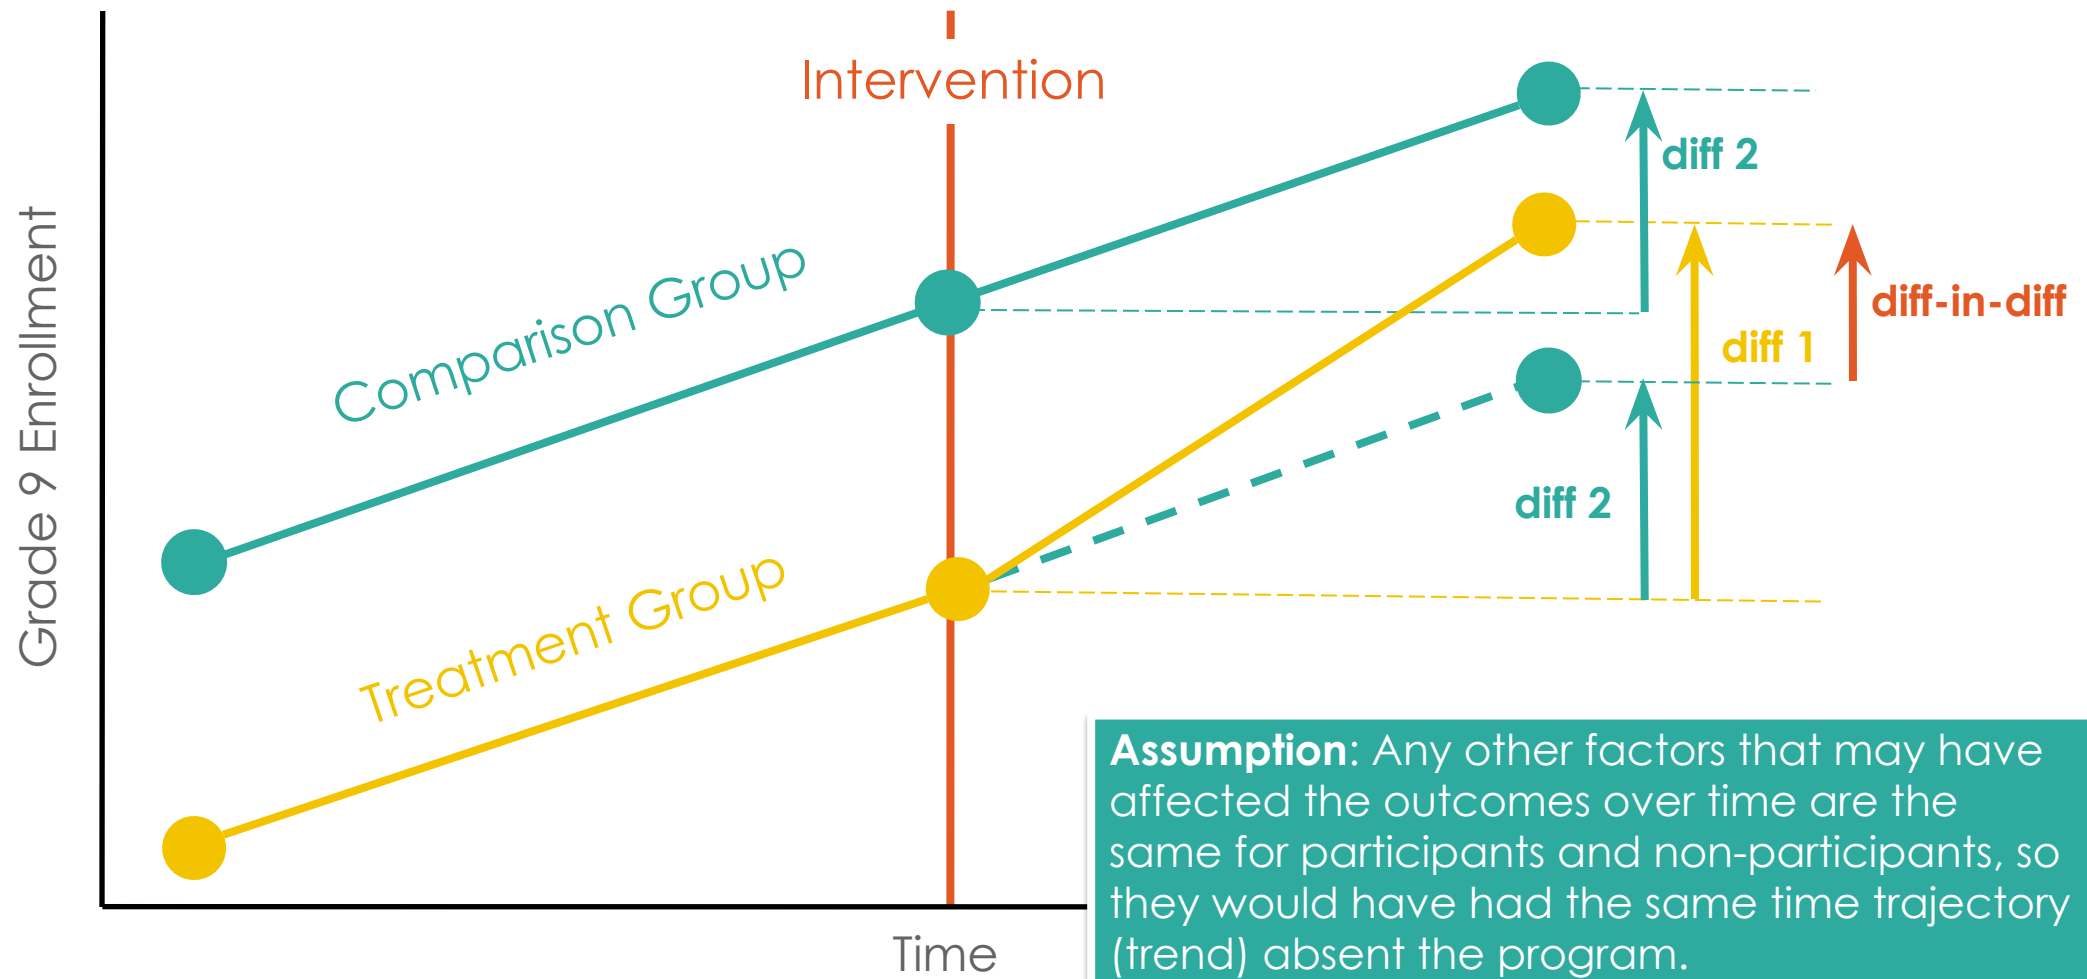 Intervention
diff 2
Comparison Group
diff-in-diff
diff 1
diff 2
Treatment Group
Grade 9 Enrollment
Time
Assumption: Any other factors that may have
affected the outcomes over time are the
same for participants and non-participants, so
they would have had the same time trajectory
(trend) absent the program.